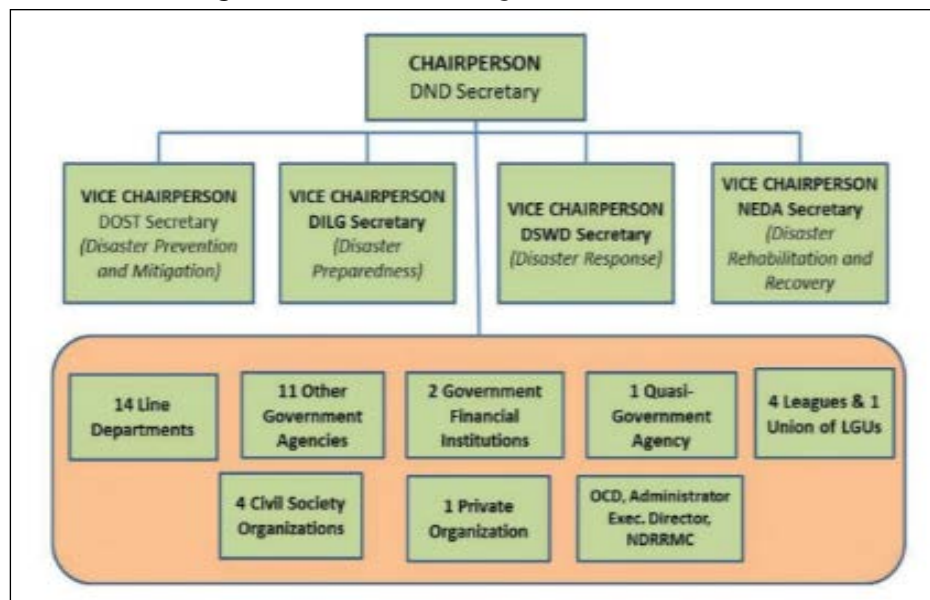 CHAIRPERSON
DND Secretary
VICE CHAIRPERSON
DOST Secretary
(Disaster Prevention
and Mitigation)
VICE CHAIRPERSON
DILG Secretary
(Disaster
Preparedness)
VICE CHAIRPERSON
DSWD Secretary
(Disaster Response)
VICE CHAIRPERSON
NEDA Secretary
(Disaster
Rehabilitation and
Recovery
14 Line
Departments
11 Other
Government
Agencies
2 Government
Financial
Institutions
1 Quasi-
Government
Agency
4 Leagues & 1
Union of LGUs
4 Civil Society
Organizations
1 Private
Organization
OCD, Administrator
Exec. Director,
NDRRMC